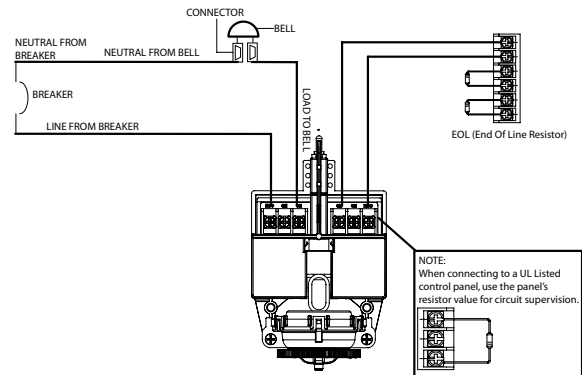 CONNECTOR
BELL
NEUTRAL FROM
BREAKER
NEUTRAL FROM BELL
BREAKER
LOAD TO BELL
LINE FROM BREAKER
EOL (End Of Line Resistor)
NOTE:
When connecting to a UL Listed
control panel, use the panel's
resistor value for circuit supervision.